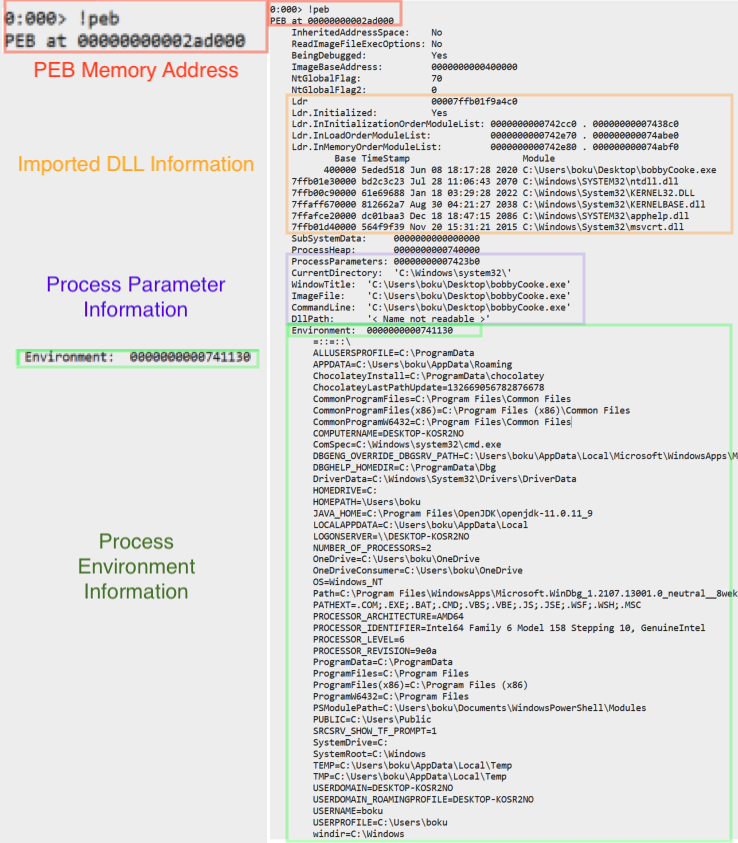 0:000> !peb
PEB at 00000000002ad000
PEB Memory Address
Imported DLL Information
Process Parameter
Information
Environment:  0000000000741130
Process
Environment
Information
0:000> !peb
PEB at 00000000002ad000
InheritedAddressSpace:    No
ReadImageFileExecOptions: No
BeingDebugged:            Yes
ImageBaseAddress:         0000000000400000
NtGlobalFlag:             70
NtGlobalFlag2:            0
Ldr                       00007ffb01f9a4c0
Ldr.Initialized:          Yes
Ldr.InInitializationOrderModuleList: 0000000000742cc0 . 00000000007438c0
Ldr.InLoadOrderModuleList:           0000000000742e70 . 000000000074abe0
Ldr.InMemoryOrderModuleList:         0000000000742e80 . 000000000074abf0
Base TimeStamp                     Module
400000 5eded518 Jun 08 18:17:28 2020 C:\Users\boku\Desktop\bobbyCooke.exe
7ffb01e30000 bd2c3c23 Jul 28 11:06:43 2070 C:\Windows\SYSTEM32\ntdll.dll
7ffb00c90000 61e69688 Jan 18 03:29:28 2022 C:\Windows\System32\KERNEL32.DLL
7ffaff670000 812662a7 Aug 30 04:21:27 2038 C:\Windows\System32\KERNELBASE.dll
7ffafce20000 dc01baa3 Dec 18 18:47:15 2086 C:\Windows\SYSTEM32\apphelp.dll
7ffb01d40000 564f9f39 Nov 20 15:31:21 2015 C:\Windows\System32\msvcrt.dll
SubSystemData:     0000000000000000
ProcessHeap:       0000000000740000
ProcessParameters: 00000000007423b0
CurrentDirectory:  'C:\Windows\system32\'
WindowTitle:  'C:\Users\boku\Desktop\bobbyCooke.exe'
ImageFile:    'C:\Users\boku\Desktop\bobbyCooke.exe'
CommandLine:  'C:\Users\boku\Desktop\bobbyCooke.exe'
DllPath:      '< Name not readable >'
Environment:  0000000000741130
=::=::\
ALLUSERSPROFILE=C:\ProgramData
APPDATA=C:\Users\boku\AppData\Roaming
ChocolateyInstall=C:\ProgramData\chocolatey
ChocolateyLastPathUpdate=132669056782876678
CommonProgramFiles=C:\Program Files\Common Files
CommonProgramFiles(x86)=C:\Program Files (x86)\Common Files
CommonProgramW6432=C:\Program Files\Common Files
COMPUTERNAME=DESKTOP-KOSR2NO
ComSpec=C:\Windows\system32\cmd.exe
DBGENG_OVERRIDE_DBGSRV_PATH=C:\Users\boku\AppData\Local\Microsoft\WindowsApps\M
DBGHELP_HOMEDIR=C:\ProgramData\Dbg
DriverData=C:\Windows\System32\Drivers\DriverData
HOMEDRIVE=C:
HOMEPATH=\Users\boku
JAVA_HOME=C:\Program Files\OpenJDK\openjdk-11.0.11_9
LOCALAPPDATA=C:\Users\boku\AppData\Local
LOGONSERVER=\\DESKTOP-KOSR2NO
NUMBER_OF_PROCESSORS=2
OneDrive=C:\Users\boku\OneDrive
OneDriveConsumer=C:\Users\boku\OneDrive
OS=Windows_NT
Path=C:\Program Files\WindowsApps\Microsoft.WinDbg_1.2107.13001.0_neutral__8wek
PATHEXT=.COM;.EXE;.BAT;.CMD;.VBS;.VBE;.JS;.JSE;.WSF;.WSH;.MSC
PROCESSOR_ARCHITECTURE=AMD64
PROCESSOR_IDENTIFIER=Intel64 Family 6 Model 158 Stepping 10, GenuineIntel
PROCESSOR_LEVEL=6
PROCESSOR_REVISION=9e0a
ProgramData=C:\ProgramData
ProgramFiles=C:\Program Files
ProgramFiles(x86)=C:\Program Files (x86)
ProgramW6432=C:\Program Files
PSModulePath=C:\Users\boku\Documents\WindowsPowerShell\Modules
PUBLIC=C:\Users\Public
SRCSRV_SHOW_TF_PROMPT=1
SystemDrive=C:
SystemRoot=C:\Windows
TEMP=C:\Users\boku\AppData\Local\Temp
TMP=C:\Users\boku\AppData\Local\Temp
USERDOMAIN=DESKTOP-KOSR2NO
USERDOMAIN_ROAMINGPROFILE=DESKTOP-KOSR2NO
USERNAME=boku
USERPROFILE=C:\Users\boku
windir=C:\Windows